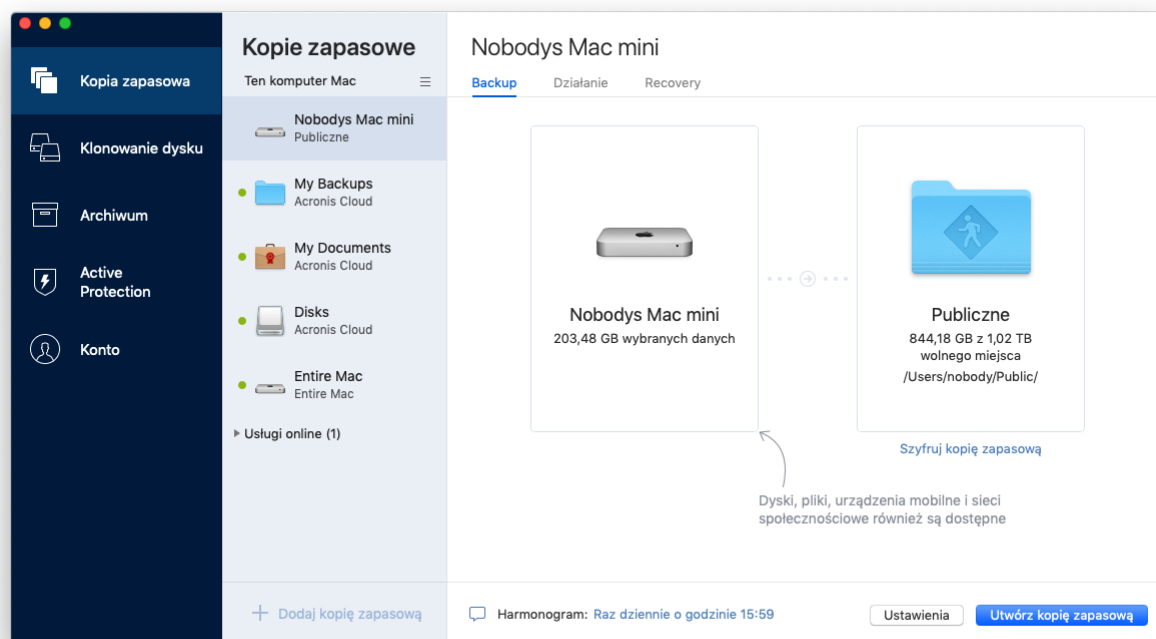 Kopia zapasowa
Klonowanie dysku
Archiwum
Active
Protection
Konto
Kopie zapasowe
Ten komputer Mac
Nobodys Mac mini
Publiczne
My Backups
Acronis Cloud
My Documents
Acronis Cloud
Disks
Acronis Cloud
Entire Mac
Entire Mac
Usługi online (1)
Dodaj kopię zapasową
Nobodys Mac mini
Backup Działanie Recovery
Nobodys Mac mini
203,48 GB wybranych danych
Publiczne
844,18 GB z 1,02 TB
wolnego miejsca
/Users/nobody/Public/
Szyfruj kopię zapasową
Dyski, pliki, urządzenia mobilne i sieci
społecznościowe również są dostępne
Harmonogram: Raz dziennie o godzinie 15:59
Ustawienia
Utwórz kopię zapasową